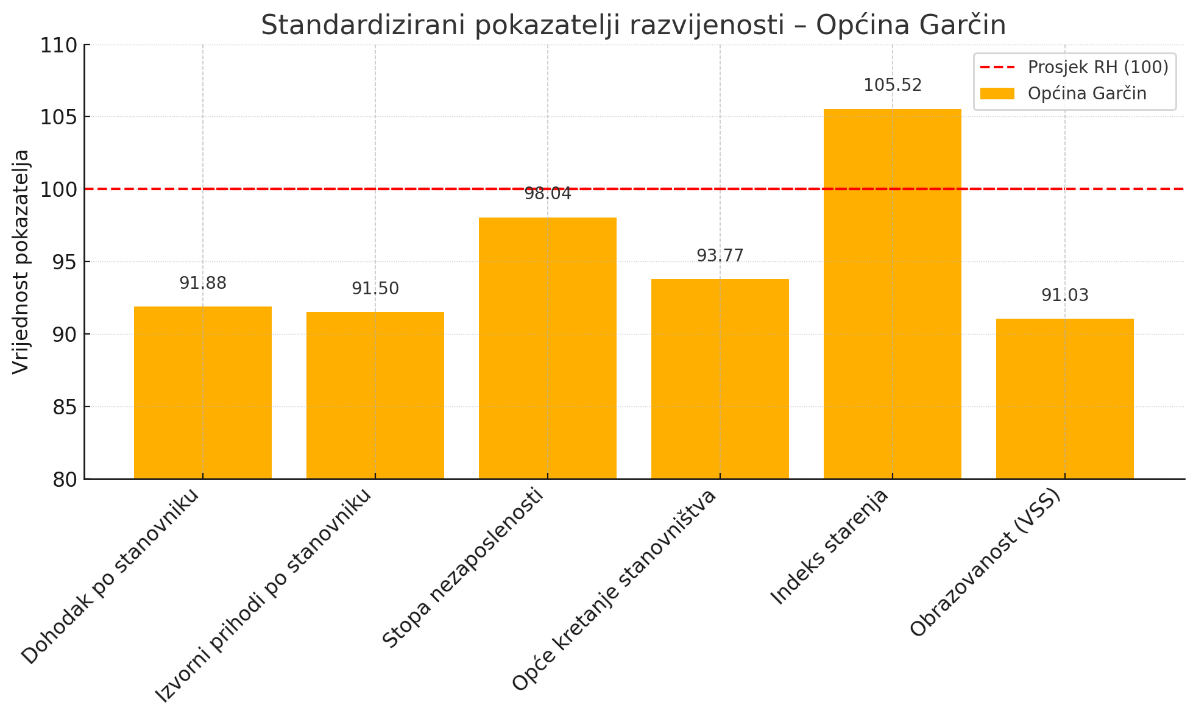 Standardizirani pokazatelji razvijenosti – Općina Garčin
Vrijednost pokazatelja
110
105
100
95
90
85
80
Prosjek RH (100)
Općina Garčin
91.88
91.50
98.04
93.77
105.52
91.03
Dohodak po stanovniku
Izvorni prihodi po stanovniku
Stopa nezaposlenosti
Opće kretanje stanovništva
Indeks starenja
Obrazovanost (VSS)